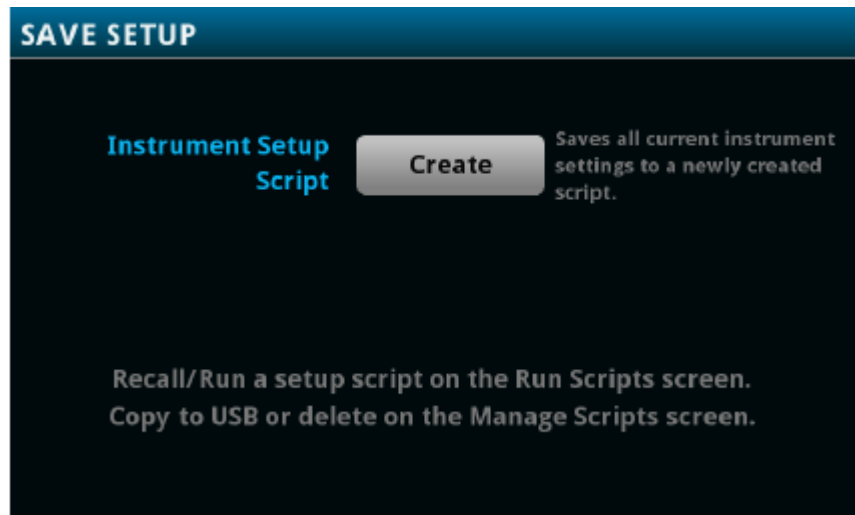 SAVE SETUP
Instrument Setup
Script
Create
Saves all current instrument
settings to a newly created
script.
Recall/Run a setup script on the Run Scripts screen.
Copy to USB or delete on the Manage Scripts screen.